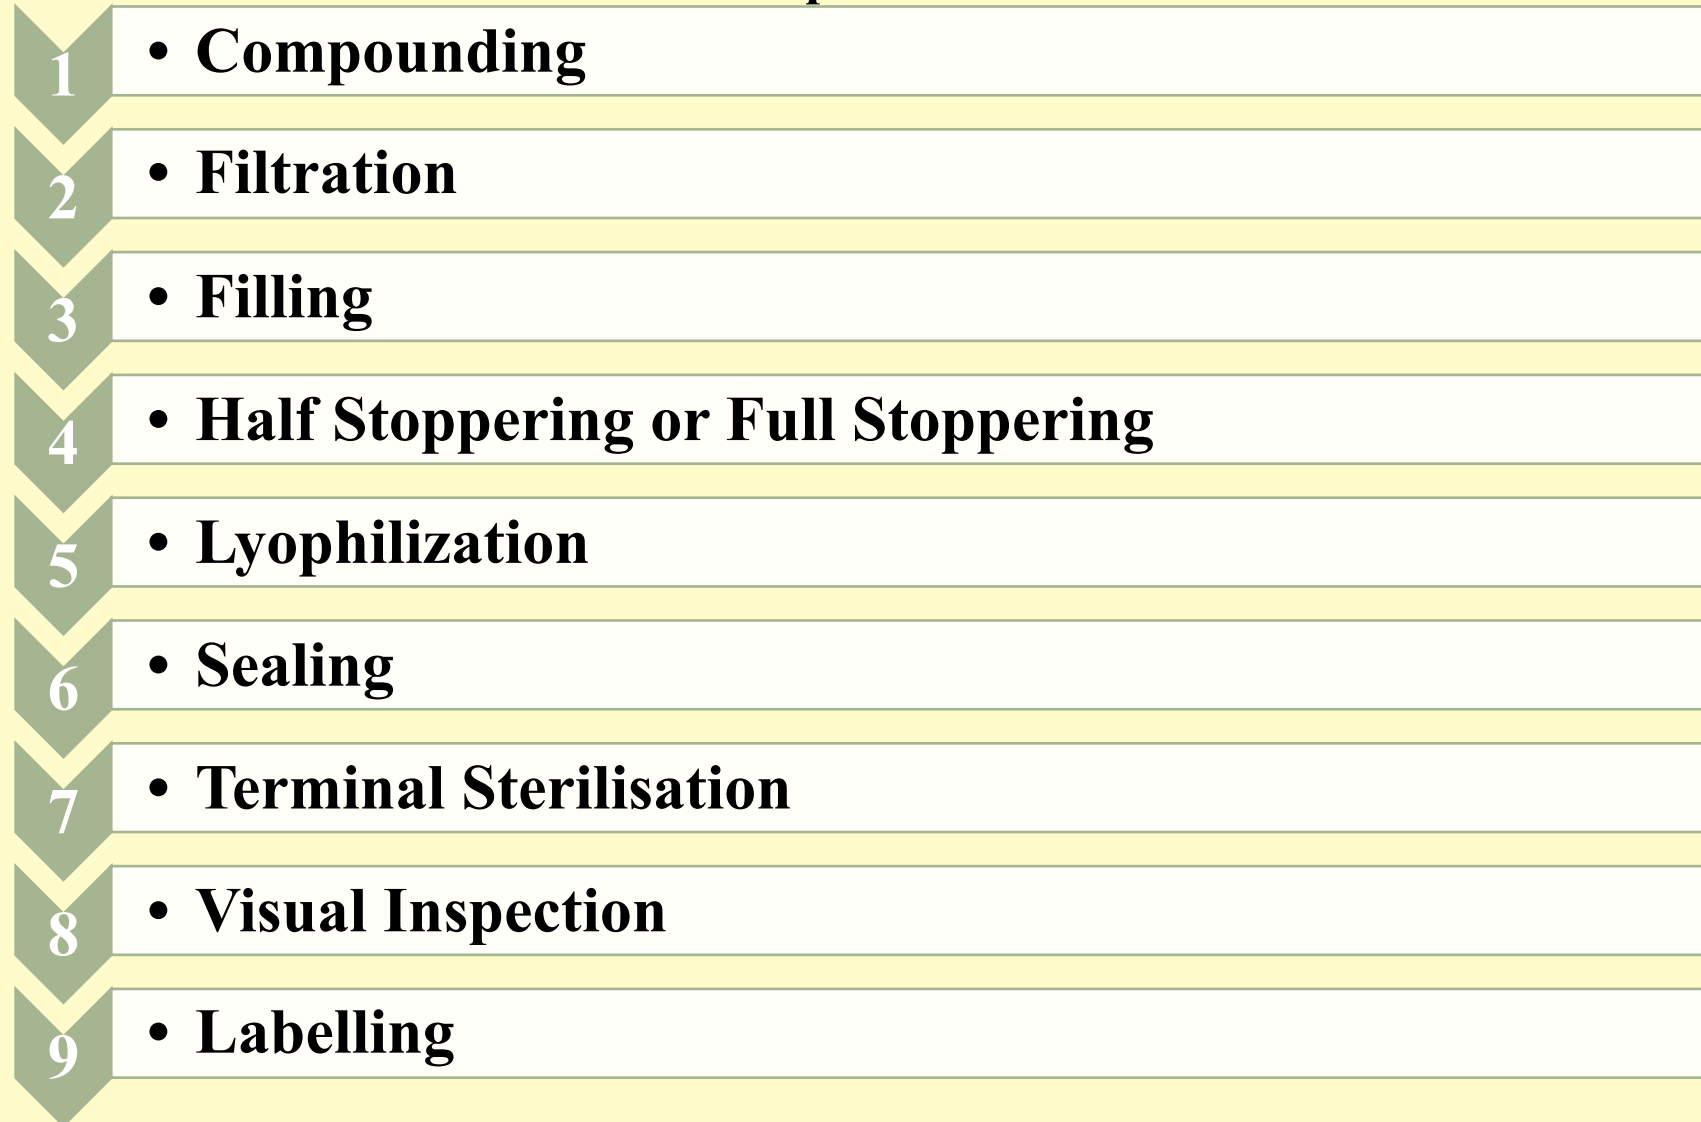 1 • Compounding
2 • Filtration
3 • Filling
4 • Half Stoppering or Full Stoppering
5 • Lyophilization
6 • Sealing
7 • Terminal Sterilisation
8 • Visual Inspection
9 • Labelling